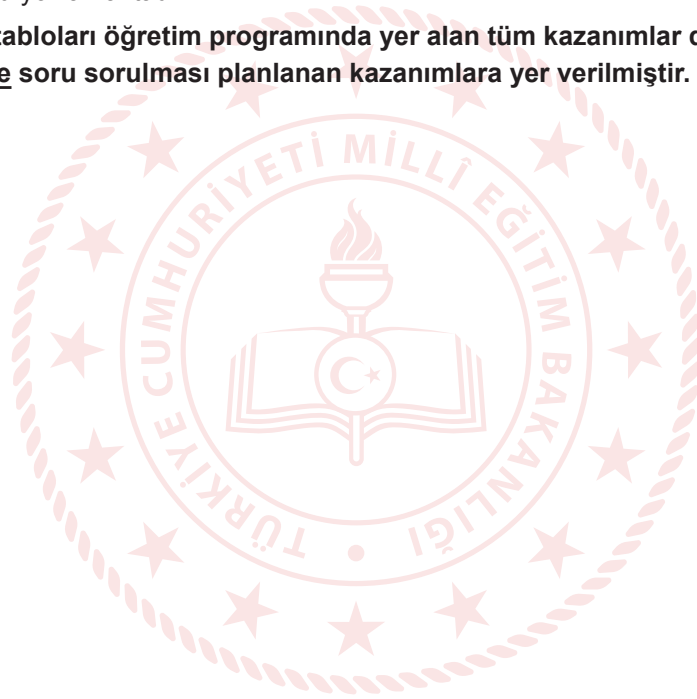 tabloları öğretim programında yer alan tüm kazanımlar
soru sorulması planlanan kazanımlara yer verilmiştir.
TÜRKİYE CUMHURİYETİ MİLLÎ EĞİTİM BAKANLIĞI